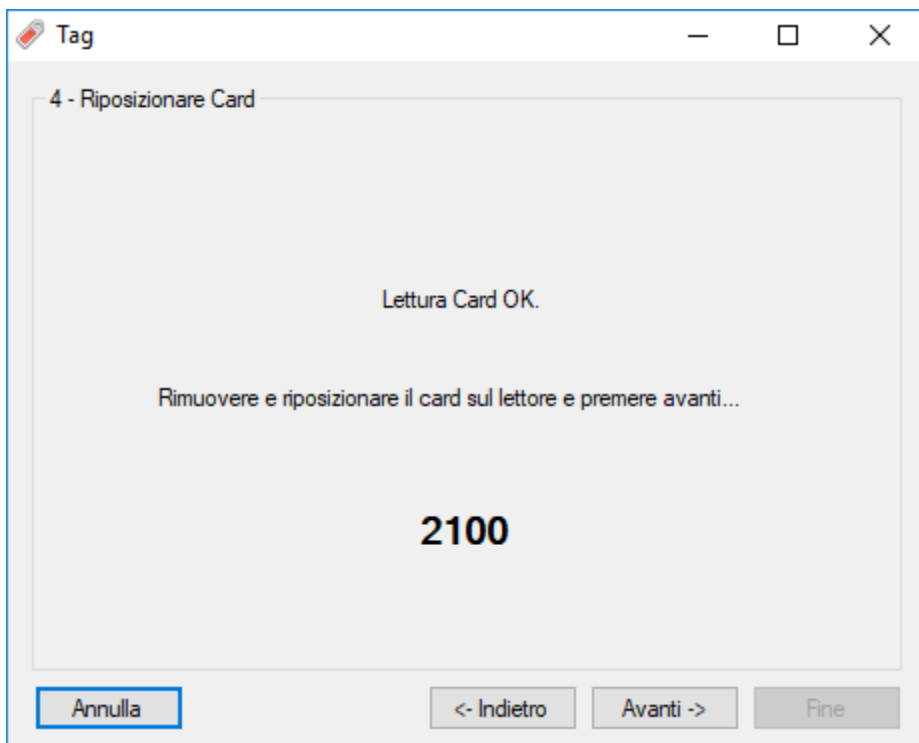 Tag
4 - Riposizionare Card
Lettura Card OK.
Rimuovere e riposizionare il card sul lettore e premere avanti...
2100
Annulla
<- Indietro
Avanti ->
Fine